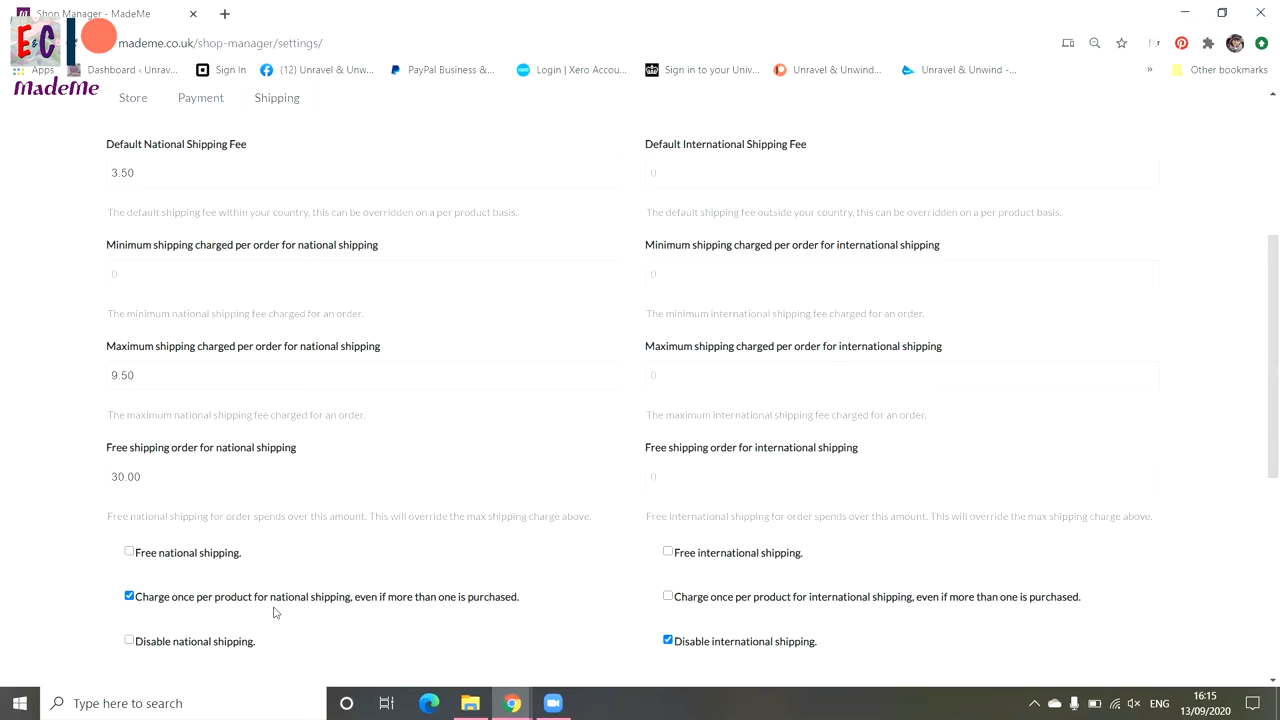 Shop Manager - MadeMe
E&C
mademe.co.uk/shop-manager/settings/
Apps
Dashboard ‹ Unrav...
Sign In
(12) Unravel & Unw...
PayPal Business &...
Login | Xero Accou...
Sign in to your Univ...
Unravel & Unwind...
Unravel & Unwind -...
»
Other bookmarks
MadeMe
Store
Payment
Shipping
Default National Shipping Fee
Default International Shipping Fee
3.50
0
The default shipping fee within your country, this can be overridden on a per product basis.
The default shipping fee outside your country, this can be overridden on a per product basis.
Minimum shipping charged per order for national shipping
Minimum shipping charged per order for international shipping
0
0
The minimum national shipping fee charged for an order.
The minimum international shipping fee charged for an order.
Maximum shipping charged per order for national shipping
Maximum shipping charged per order for international shipping
9.50
0
The maximum national shipping fee charged for an order.
The maximum international shipping fee charged for an order.
Free shipping order for national shipping
Free shipping order for international shipping
30.00
0
Free national shipping for order spends over this amount. This will override the max shipping charge above.
Free international shipping for order spends over this amount. This will override the max shipping charge above.
Free national shipping.
Free international shipping.
Charge once per product for national shipping, even if more than one is purchased.
Charge once per product for international shipping, even if more than one is purchased.
Disable national shipping.
Disable international shipping.
Type here to search
ENG
16:15
13/09/2020